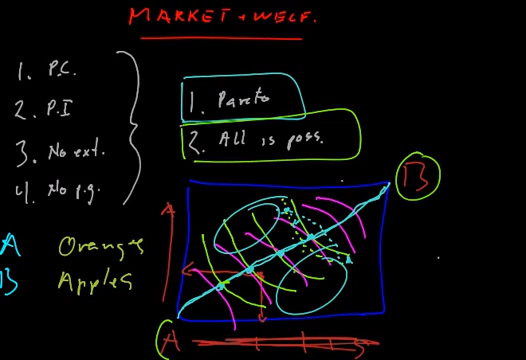 MARKET + WELF.
1. P.C.
2. P.I
3. No ext.
4. No p.g.
1. Pareto
2. All is poss.
A Oranges
B Apples
B
A
A